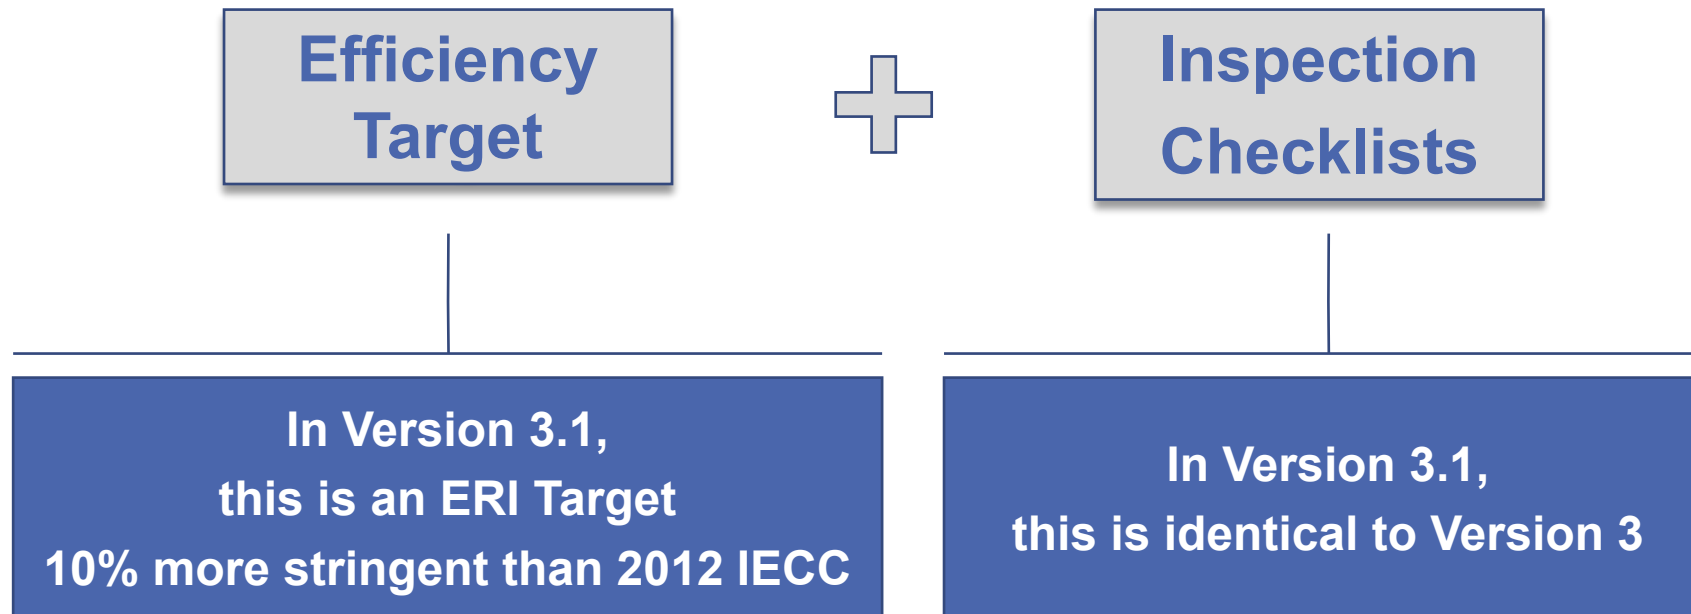 Efficiency
Target
Inspection
Checklists
In Version 3.1,
this is an ERI Target
10% more stringent than 2012 IECC
In Version 3.1,
this is identical to Version 3